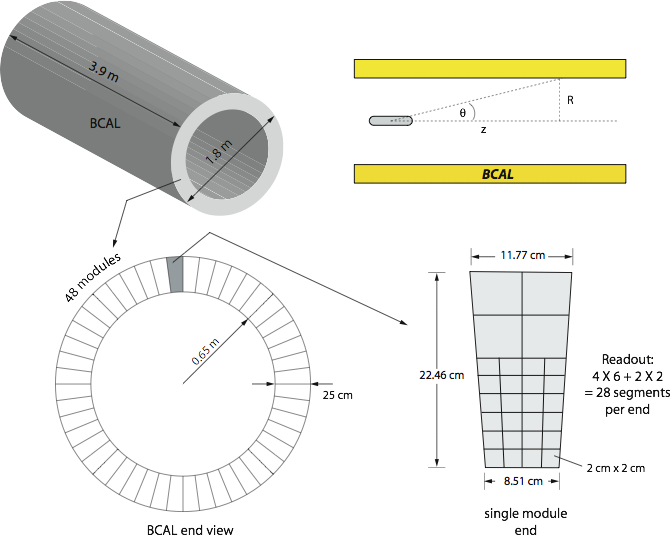 3.9 m
BCAL
1.8 m
θ
R
z
BCAL
48 modules
0.65 m
25 cm
BCAL end view
11.77 cm
22.46 cm
Readout:
4 X 6 + 2 X 2
= 28 segments
per end
2 cm x 2 cm
8.51 cm
single module
end